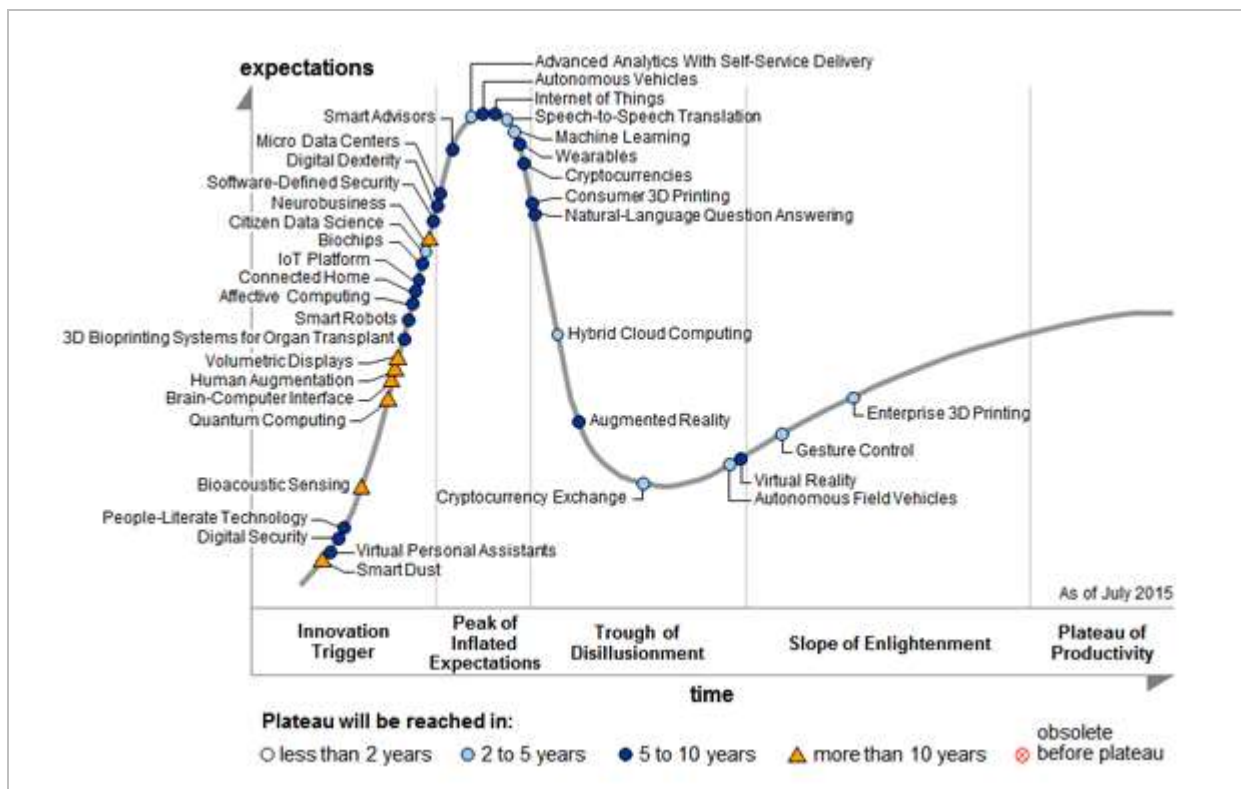 expectations
Advanced Analytics With Self-Service Delivery
Autonomous Vehicles
Internet of Things
Smart Advisors
Speech-to-Speech Translation
Micro Data Centers
Machine Learning
Digital Dexterity
Wearables
Software-Defined Security
Cryptocurrencies
Neurobusiness
Consumer 3D Printing
Citizen Data Science
Natural-Language Question Answering
Biochips
IoT Platform
Connected Home
Affective Computing
Smart Robots
Hybrid Cloud Computing
3D Bioprinting Systems for Organ Transplant
Volumetric Displays
Human Augmentation
Brain-Computer Interface
Quantum Computing
Enterprise 3D Printing
Augmented Reality
Gesture Control
Bioacoustic Sensing
Cryptocurrency Exchange
Virtual Reality
Autonomous Field Vehicles
People-Literate Technology
Digital Security
Virtual Personal Assistants
Smart Dust
As of July 2015
Innovation
Trigger
Peak of
Inflated
Expectations
Trough of
Disillusionment
Slope of Enlightenment
Plateau of
Productivity
time
Plateau will be reached in:
less than 2 years
2 to 5 years
5 to 10 years
more than 10 years
obsolete
before plateau